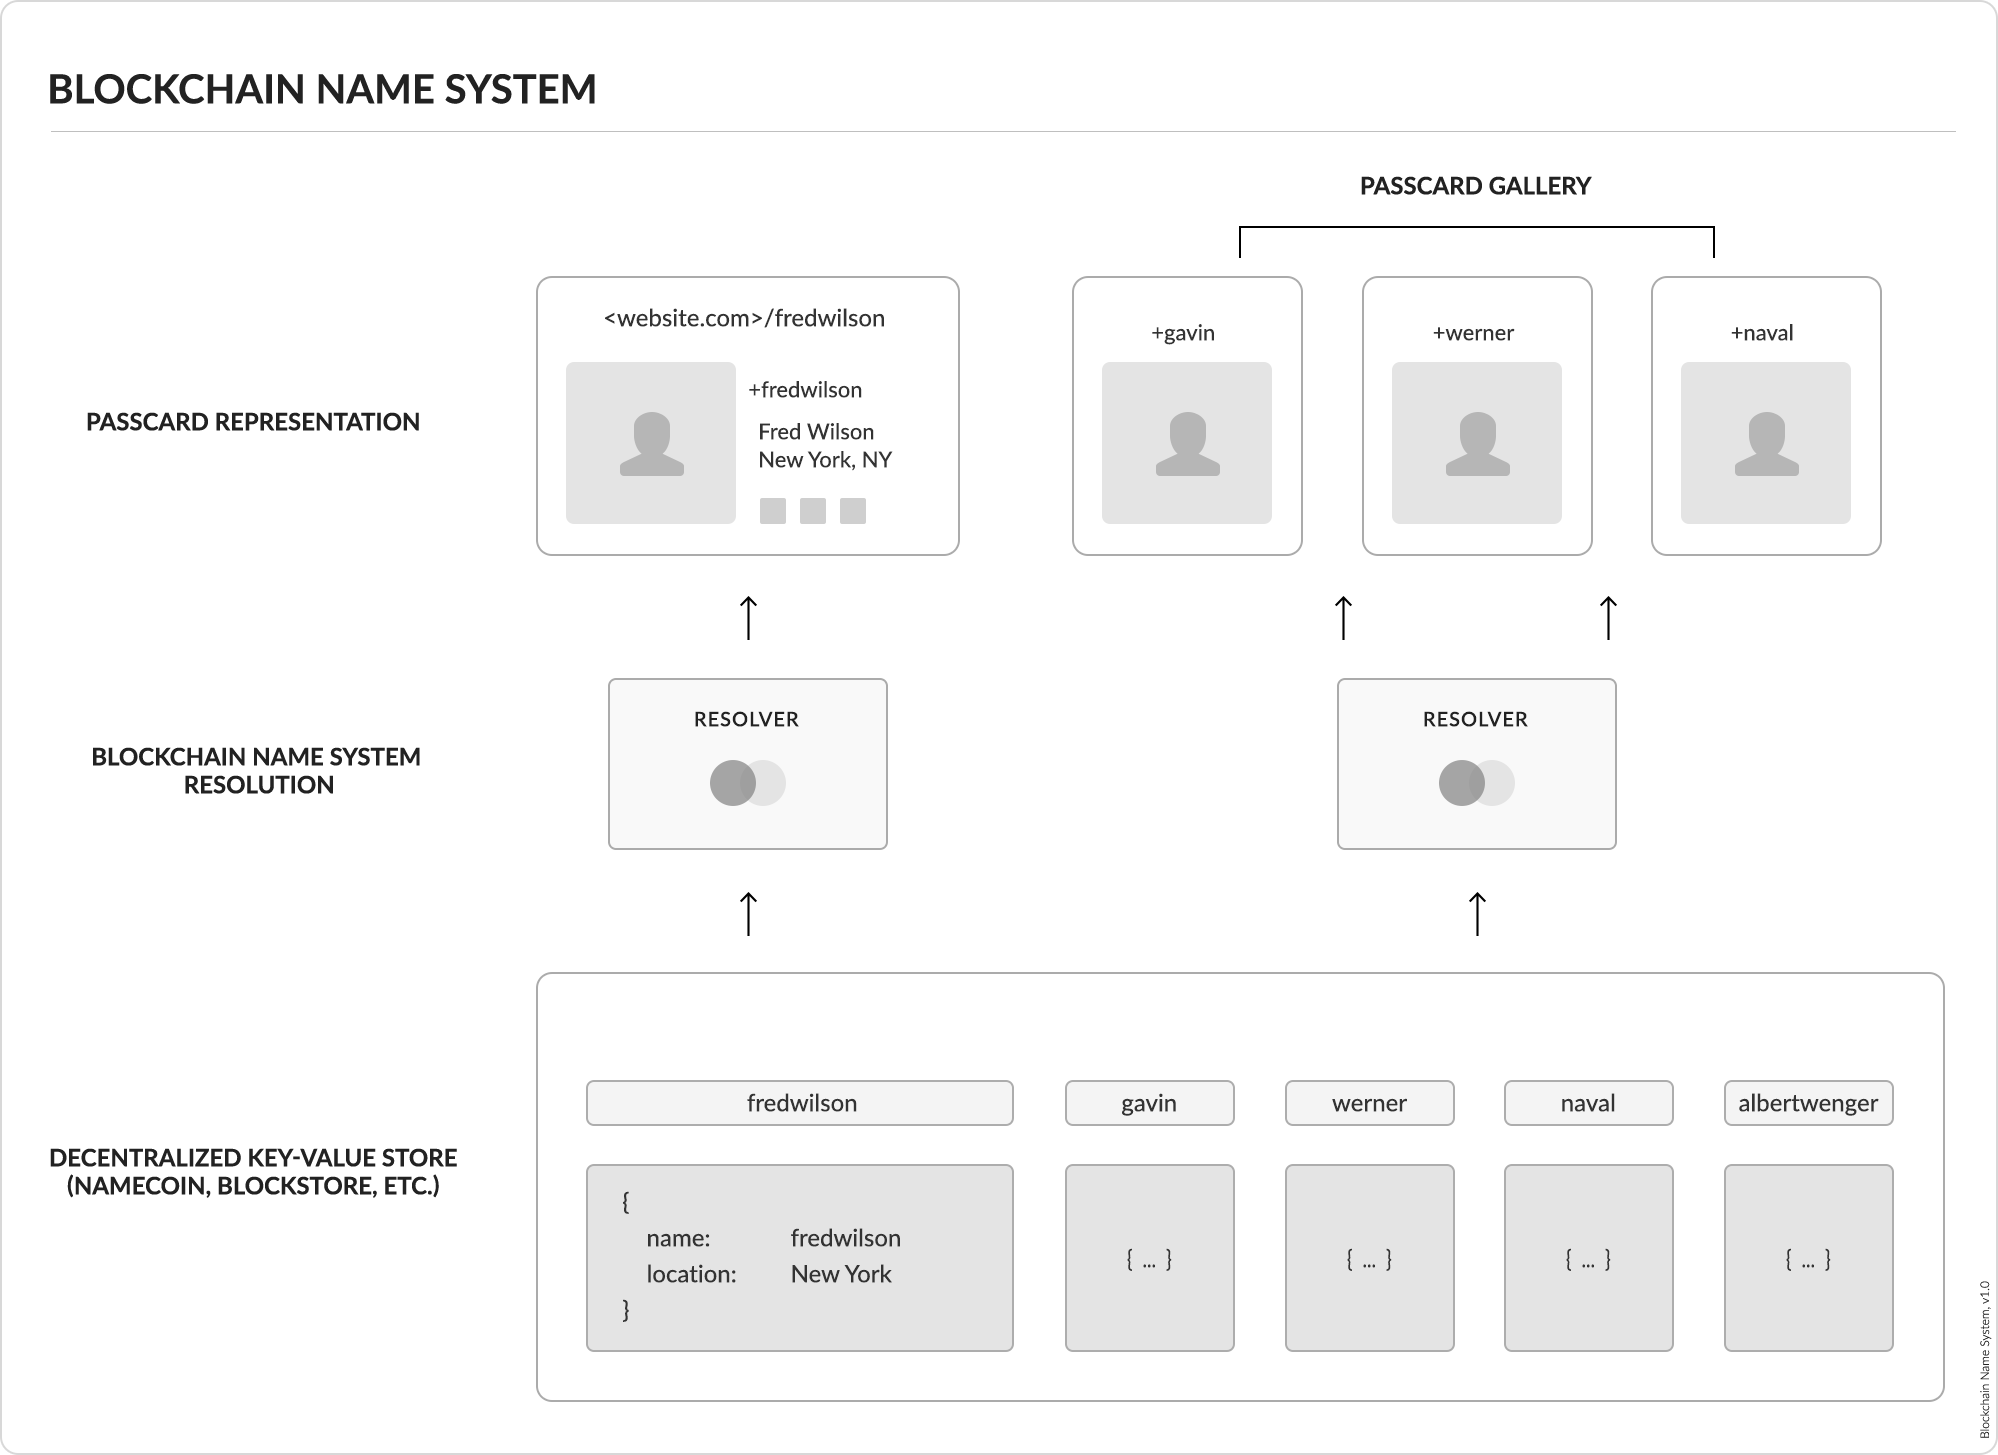 BLOCKCHAIN NAME SYSTEM
PASSCARD GALLERY
PASSCARD REPRESENTATION
<website.com>/fredwilson
+fredwilson
Fred Wilson
New York, NY
+gavin
+werner
+naval
BLOCKCHAIN NAME SYSTEM
RESOLUTION
RESOLVER
RESOLVER
DECENTRALIZED KEY-VALUE STORE
(NAMECOIN, BLOCKSTORE, ETC.)
fredwilson
gavin
werner
naval
albertwenger
{
name: fredwilson
location: New York
}
{ ... }
{ ... }
{ ... }
{ ... }
Blockchain Name System, v1.0